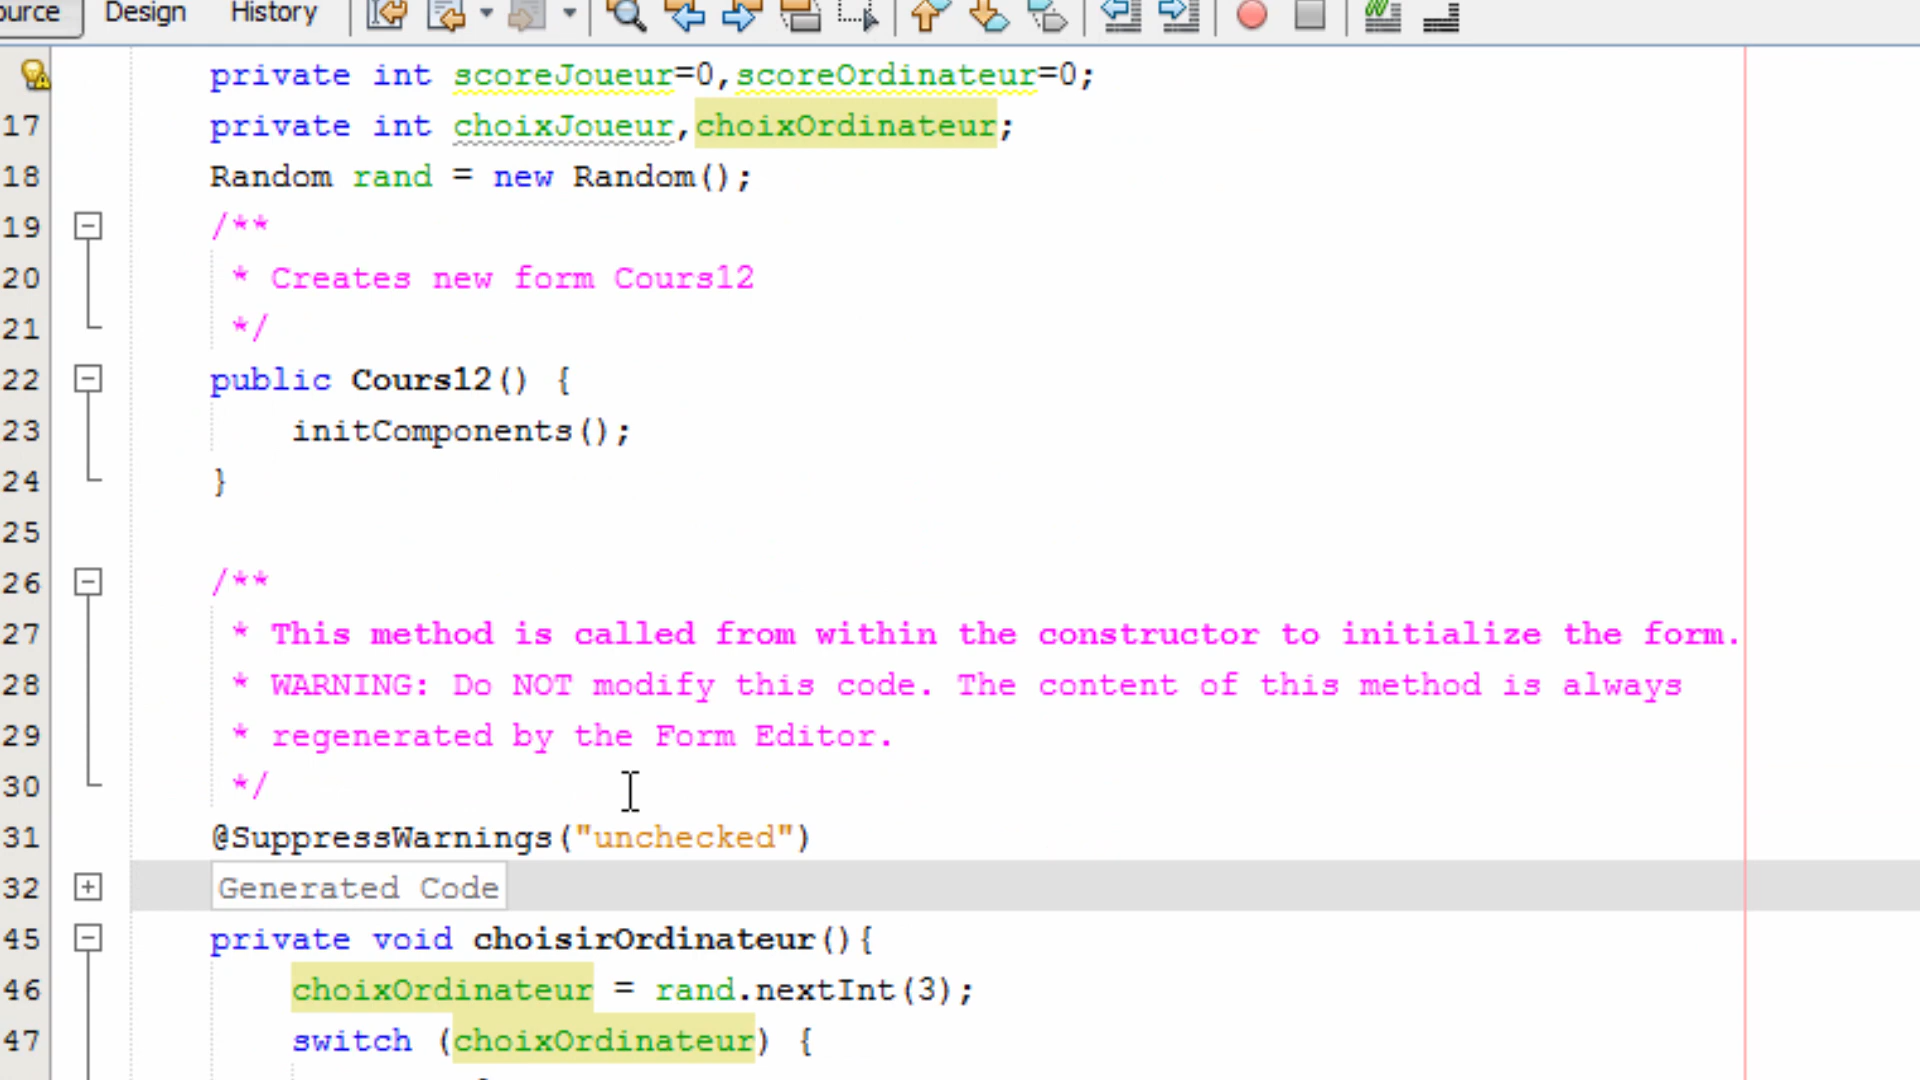 ource Design History
private int scoreJoueur=0,scoreOrdinateur=0;
17 private int choixJoueur,choixOrdinateur;
18 Random rand = new Random();
19 /**
20 * Creates new form Cours12
21 */
22 public Cours12() {
23 initComponents();
24 }
25
26 /**
27 * This method is called from within the constructor to initialize the form.
28 * WARNING: Do NOT modify this code. The content of this method is always
29 * regenerated by the Form Editor.
30 */
31 @SuppressWarnings("unchecked")
32 Generated Code
45 private void choisirOrdinateur(){
46 choixOrdinateur = rand.nextInt(3);
47 switch (choixOrdinateur) {